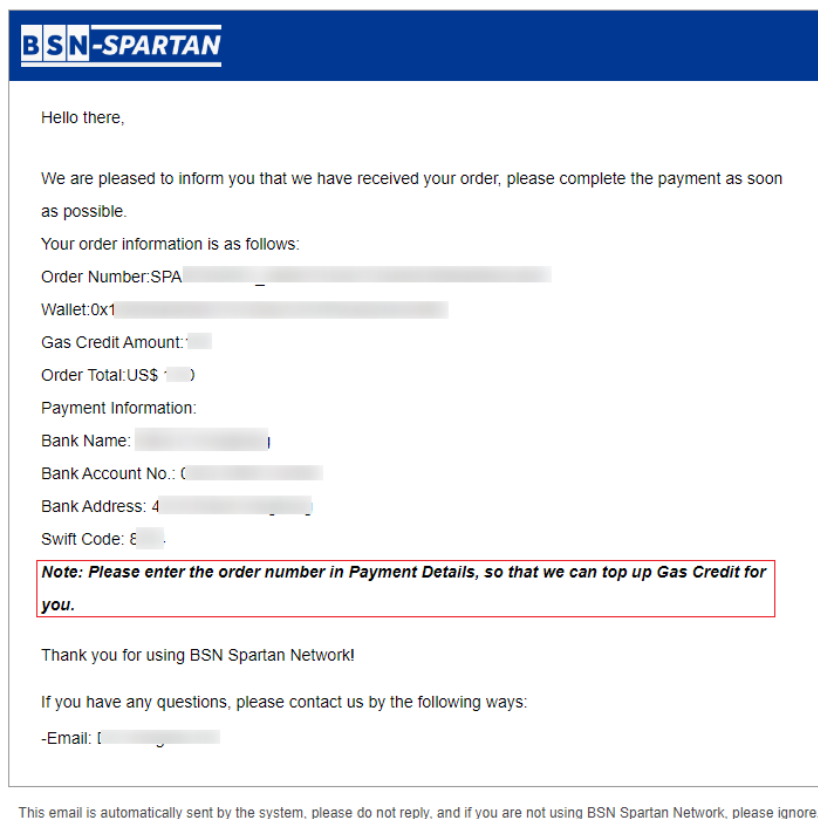 BSN-SPARTAN
Hello there,
We are pleased to inform you that we have received your order, please complete the payment as soon
as possible.
Your order information is as follows:
Order Number:SPA
Wallet:0x1
Gas Credit Amount:
Order Total:US$
Payment Information:
Bank Name:
Bank Account No.:
Bank Address: 4
Swift Code:
Note: Please enter the order number in Payment Details, so that we can top up Gas Credit for
you.
Thank you for using BSN Spartan Network!
If you have any questions, please contact us by the following ways:
-Email:
This email is automatically sent by the system, please do not reply, and if you are not using BSN Spartan Network, please ignore.